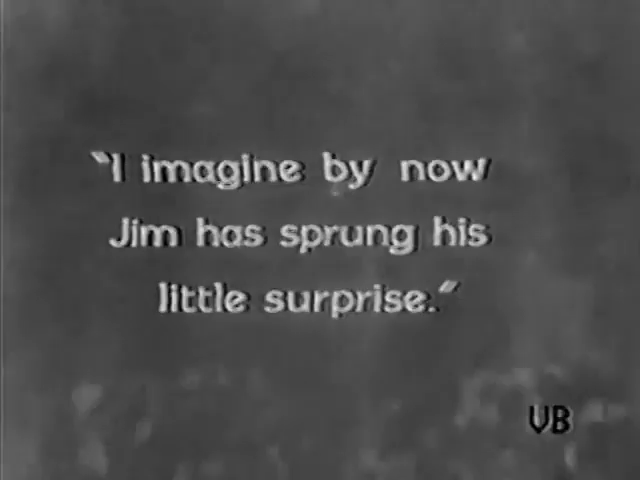 "I imagine by now
Jim has sprung his
little surprise."
VB